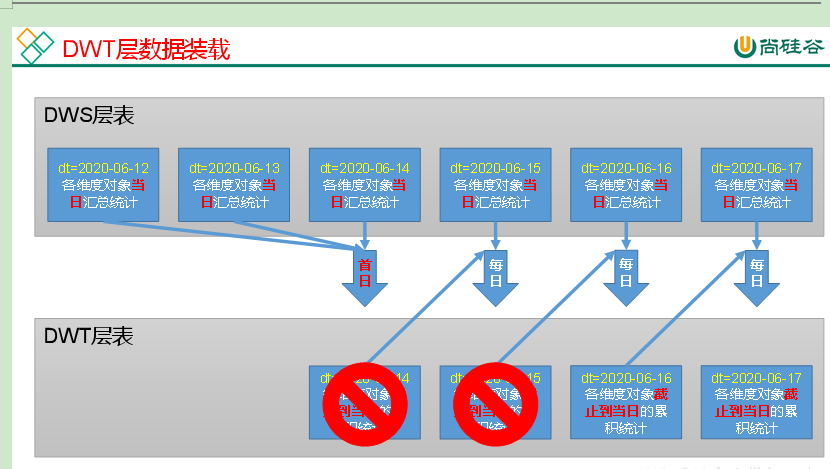 DWT层数据装载
尚硅谷
DWS层表
dt=2020-06-12
各维度对象当
日汇总统计
dt=2020-06-13
各维度对象当
日汇总统计
dt=2020-06-14
各维度对象当
日汇总统计
dt=2020-06-15
各维度对象当
日汇总统计
dt=2020-06-16
各维度对象当
日汇总统计
dt=2020-06-17
各维度对象当
日汇总统计
首
日
每
日
每
日
每
日
DWT层表
dt=2020-06-16
各维度对象截
止到当日的累
积统计
dt=2020-06-17
各维度对象截
止到当日的累
积统计